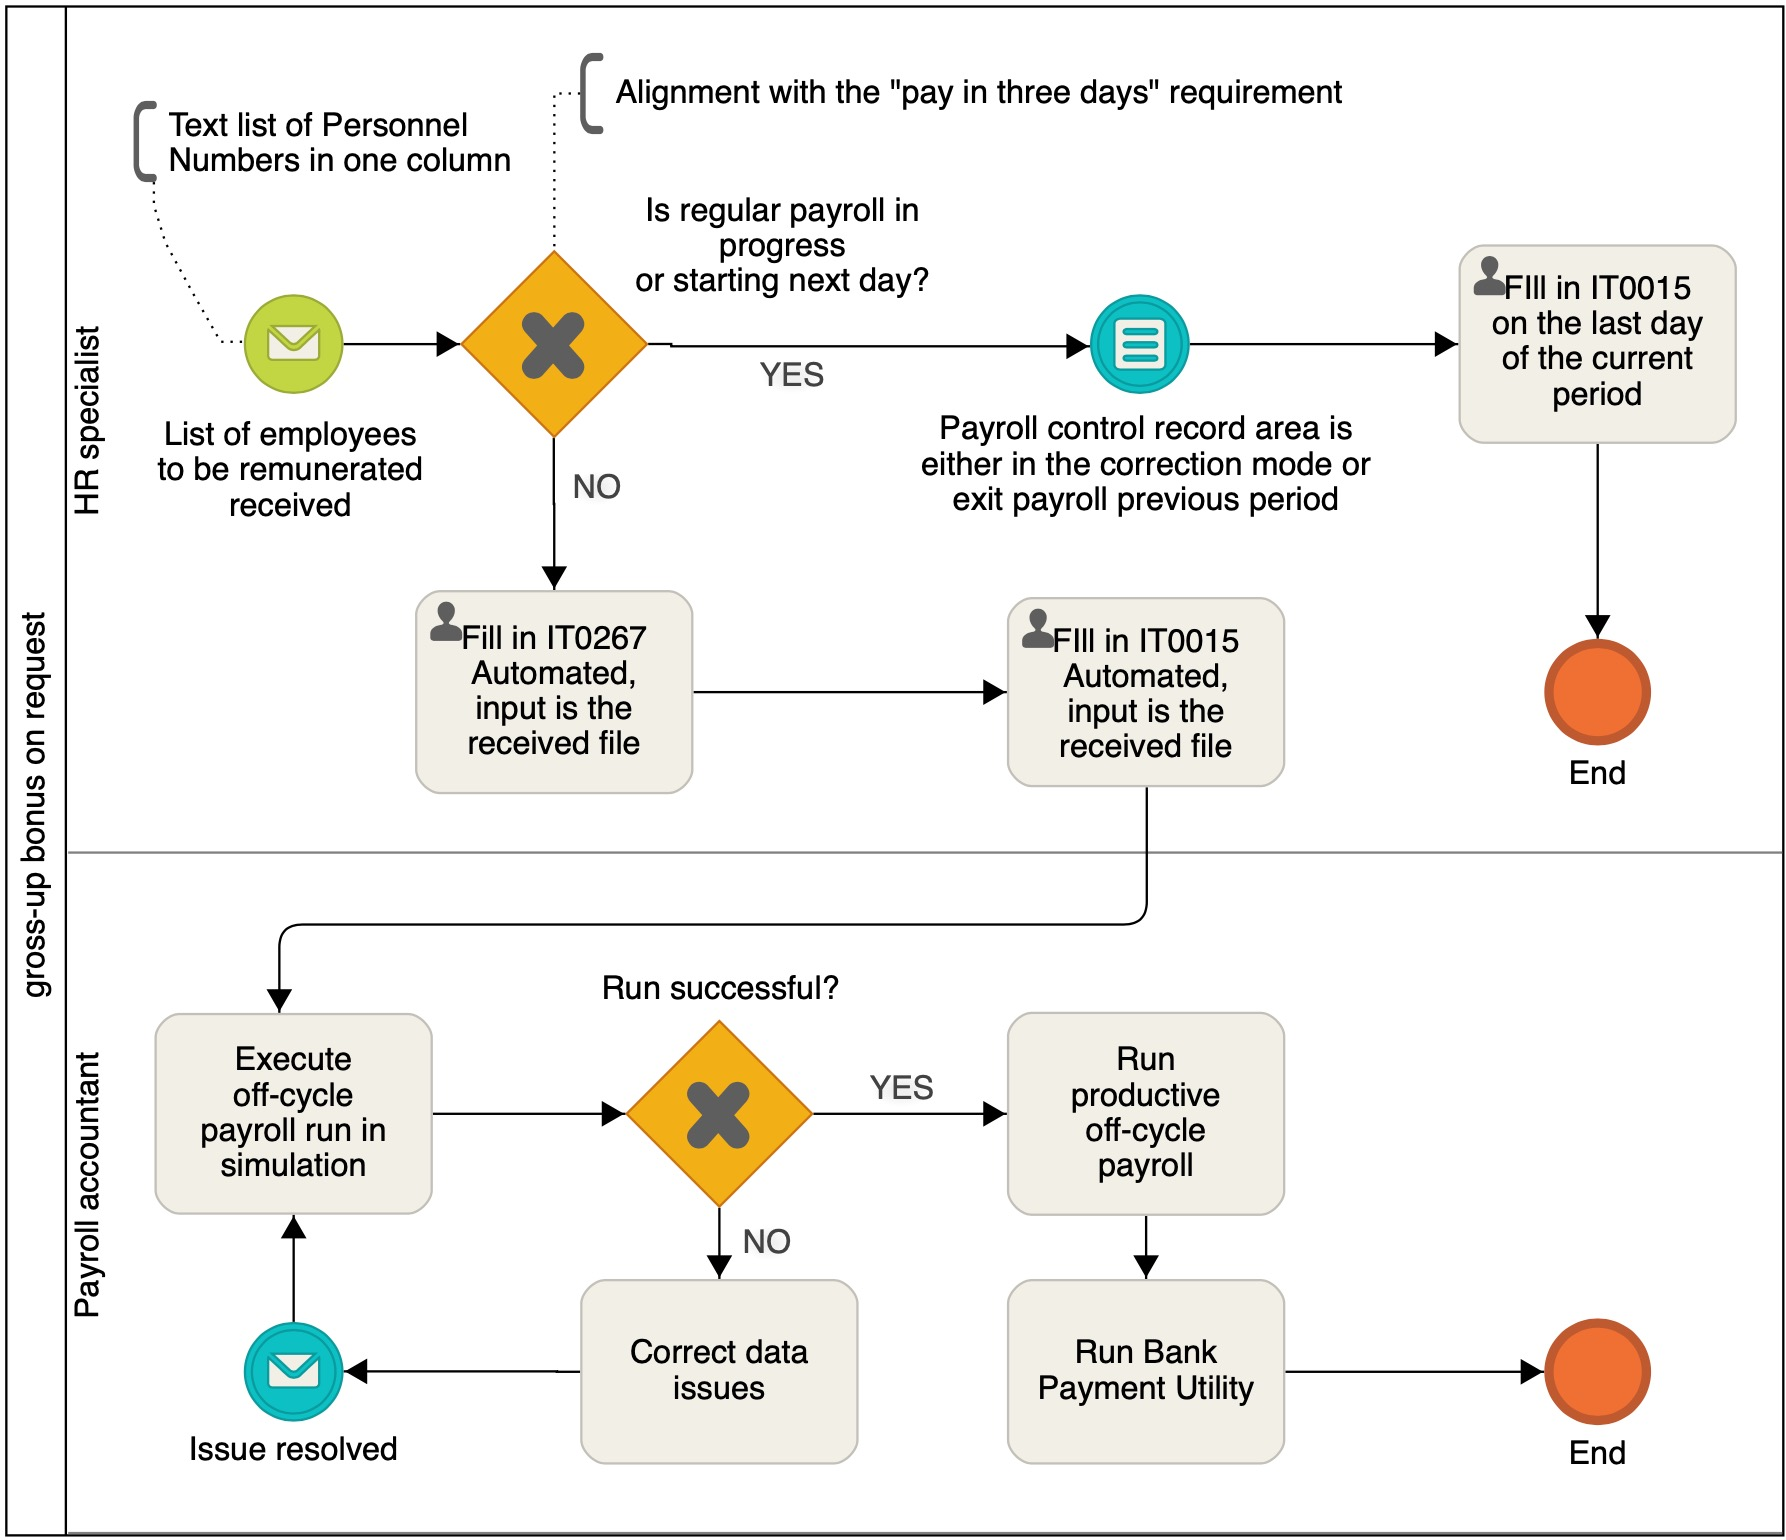 gross-up bonus on request
HR specialist
Alignment with the "pay in three days" requirement
Text list of Personnel
Numbers in one column
Is regular payroll in
progress
or starting next day?
YES
NO
List of employees
to be remunerated
received
Payroll control record area is
either in the correction mode or
exit payroll previous period
FIll in IT0015
on the last day
of the current
period
Fill in IT0267
Automated,
input is the
received file
FIll in IT0015
Automated,
input is the
received file
End
Payroll accountant
Execute
off-cycle
payroll run in
simulation
Run successful?
YES
NO
Run
productive
off-cycle
payroll
Correct data
issues
Issue resolved
Run Bank
Payment Utility
End